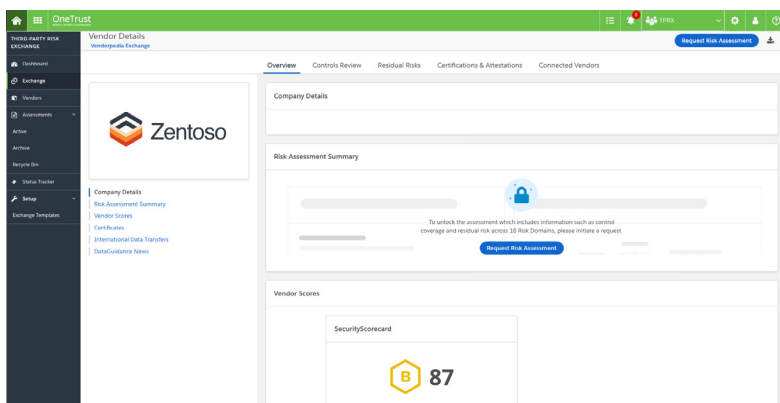 OneTrust
TPRX
THIRD-PARTY RISK
EXCHANGE
Dashboard
Exchange
Vendors
Assessments
Active
Archive
Recycle Bin
Status Tracker
Setup
Exchange Templates
Vendor Details
Vendorpedia Exchange
Request Risk Assessment
Overview
Controls Review
Residual Risks
Certifications & Attestations
Connected Vendors
Zentoso
Company Details
Risk Assessment Summary
Vendor Scores
Certificates
International Data Transfers
DataGuidance News
Company Details
Risk Assessment Summary
To unlock the assessment which includes information such as control
coverage and residual risk across 18 Risk Domains, please initiate a request.
Request Risk Assessment
Vendor Scores
SecurityScorecard
B 87